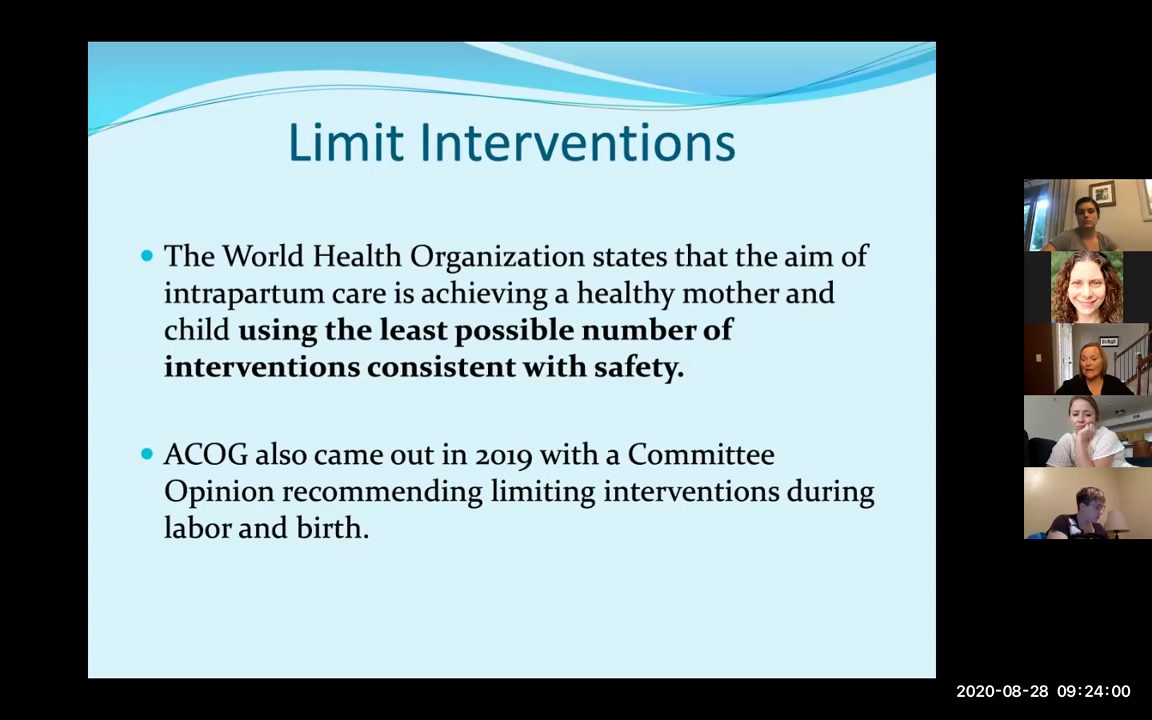 Limit Interventions
The World Health Organization states that the aim of
intrapartum care is achieving a healthy mother and
child using the least possible number of
interventions consistent with safety.
ACOG also came out in 2019 with a Committee
Opinion recommending limiting interventions during
labor and birth.
2020-08-28 09:24:00